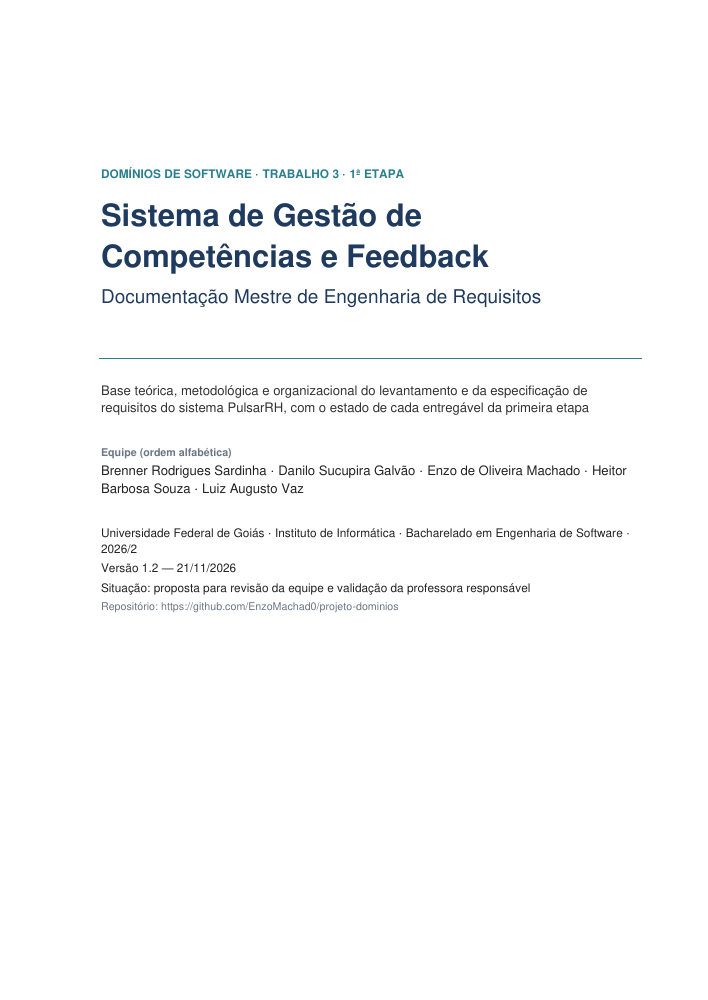 DOMÍNIOS DE SOFTWARE · TRABALHO 3 · 1ª ETAPA
Sistema de Gestão de
Competências e Feedback
Documentação Mestre de Engenharia de Requisitos
Base teórica, metodológica e organizacional do levantamento e da especificação de
requisitos do sistema PulsarRH, com o estado de cada entregável da primeira etapa
Equipe (ordem alfabética)
Brenner Rodrigues Sardinha · Danilo Sucupira Galvão · Enzo de Oliveira Machado · Heitor
Barbosa Souza · Luiz Augusto Vaz
Universidade Federal de Goiás · Instituto de Informática · Bacharelado em Engenharia de Software ·
2026/2
Versão 1.2 — 21/11/2026
Situação: proposta para revisão da equipe e validação da professora responsável
Repositório: https://github.com/EnzoMachad0/projeto-dominios